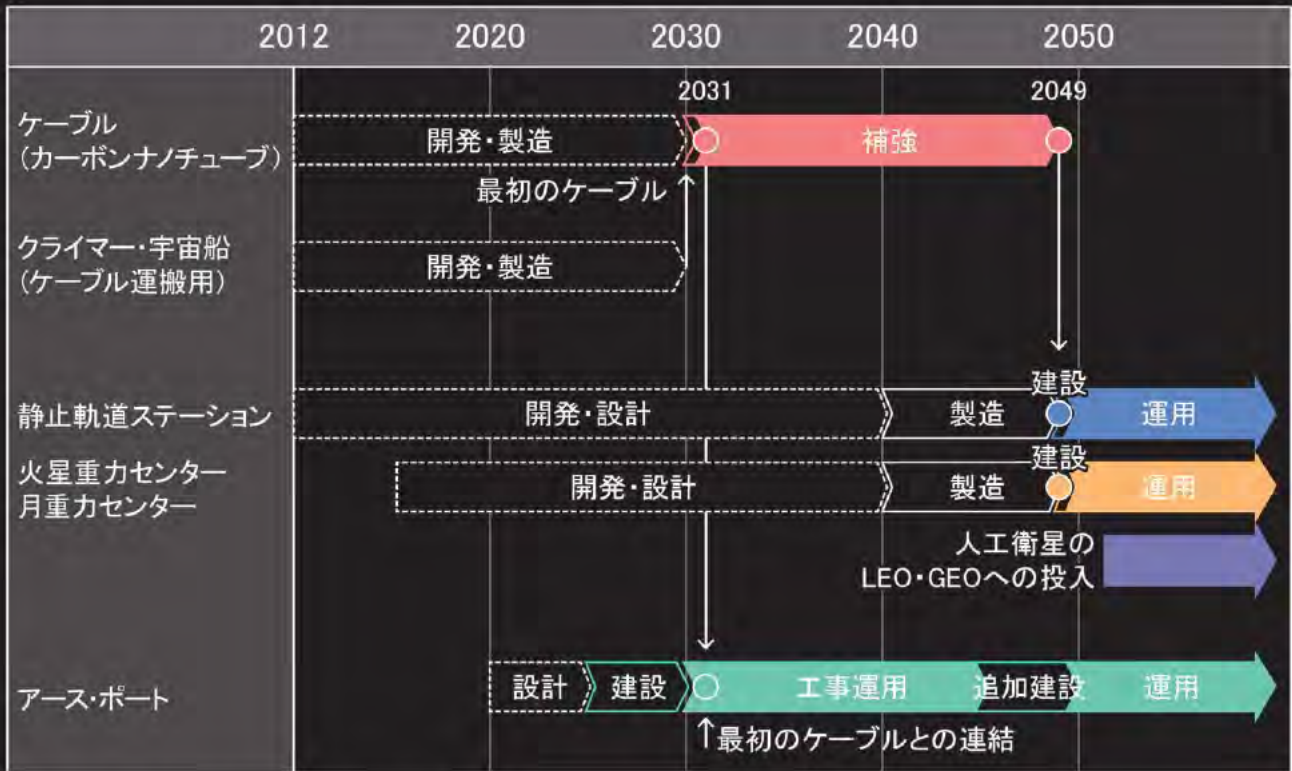 2012 2020 2030 2040 2050
2031 2049
ケーブル
(カーボンナノチューブ)
開発・製造 補強
最初のケーブル
クライマー・宇宙船
(ケーブル運搬用)
開発・製造
建設
静止軌道ステーション
開発・設計 製造 運用
建設
火星重力センター
月重力センター
開発・設計 製造 運用
人工衛星の
LEO・GEOへの投入
アース・ポート
設計 建設 工事運用 追加建設 運用
↑最初のケーブルとの連結